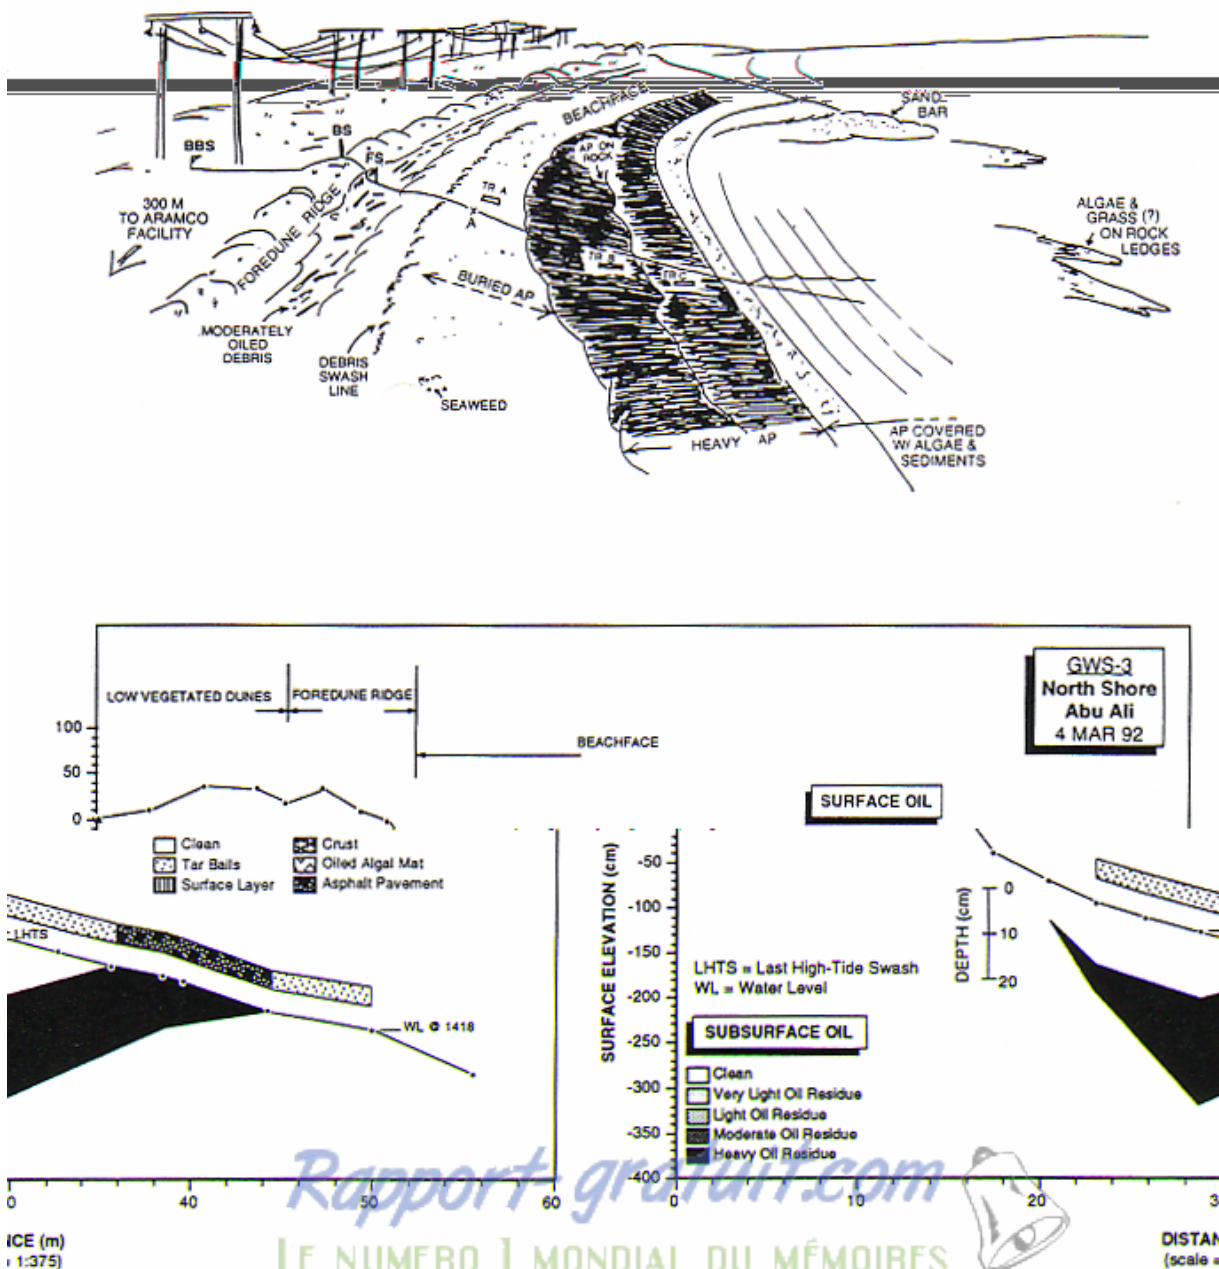 SAND
BAR
BEACHFACE
BBS
BS
FS
AP ON
ROCK
TR A
A
300 M
TO ARAMCO
FACILITY
FOREDUNE RIDGE
ALGAE &
GRASS (?)
ON ROCK
LEDGES
TR B
TR C
BURIED AP
MODERATELY
OILED
DEBRIS
DEBRIS
SWASH
LINE
SEAWEED
HEAVY AP
AP COVERED
W/ ALGAE &
SEDIMENTS
GWS-3
North Shore
Abu Ali
4 MAR 92
LOW VEGETATED DUNES
FOREDUNE RIDGE
BEACHFACE
100
50
0
SURFACE OIL
Clean
Tar Balls
Surface Layer
Crust
Oiled Algal Mat
Asphalt Pavement
LHTS
WL @ 1418
SURFACE ELEVATION (cm)
-50
-100
-150
-200
-250
-300
-350
-400
DEPTH (cm)
0
10
20
LHTS = Last High-Tide Swash
WL = Water Level
SUBSURFACE OIL
Clean
Very Light Oil Residue
Light Oil Residue
Moderate Oil Residue
Heavy Oil Residue
0
40
50
60
0
10
20
3
NCE (m)
= 1:375)
DISTAN
(scale =
Rapport-gratuit.com
LE NUMERO 1 MONDIAL DU MÉMOIRES